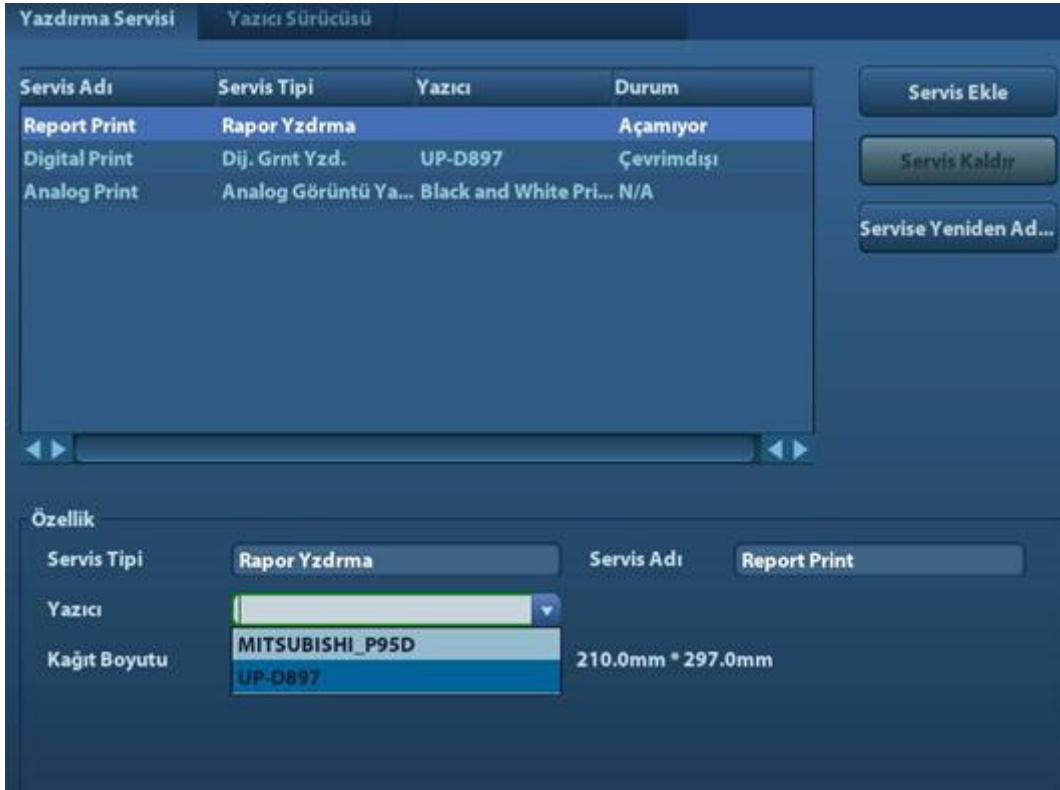 Yazdırma Servisi Yazıcı Sürücüsü
Servis Adı Servis Tipi Yazıcı Durum
Report Print Rapor Yzdrma Açamıyor
Digital Print Dij. Grnt Yzd. UP-D897 Çevrimdışı
Analog Print Analog Görüntü Ya... Black and White Pri... N/A
Servis Ekle
Servis Kaldır
Servise Yeniden Ad...
Özellik
Servis Tipi Rapor Yzdrma Servis Adı Report Print
Yazıcı
MITSUBISHI_P95D
Kağıt Boyutu 210.0mm * 297.0mm
UP-D897